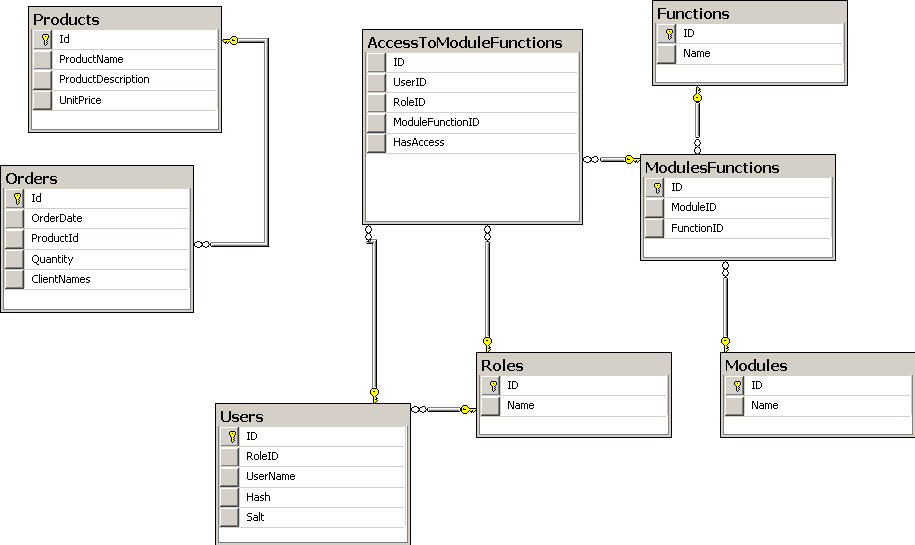 Products
Id
ProductName
ProductDescription
UnitPrice
Orders
Id
OrderDate
ProductId
Quantity
ClientNames
AccessToModuleFunctions
ID
UserID
RoleID
ModuleFunctionID
HasAccess
Functions
ID
Name
ModulesFunctions
ID
ModuleID
FunctionID
Users
ID
RoleID
UserName
Hash
Salt
Roles
ID
Name
Modules
ID
Name